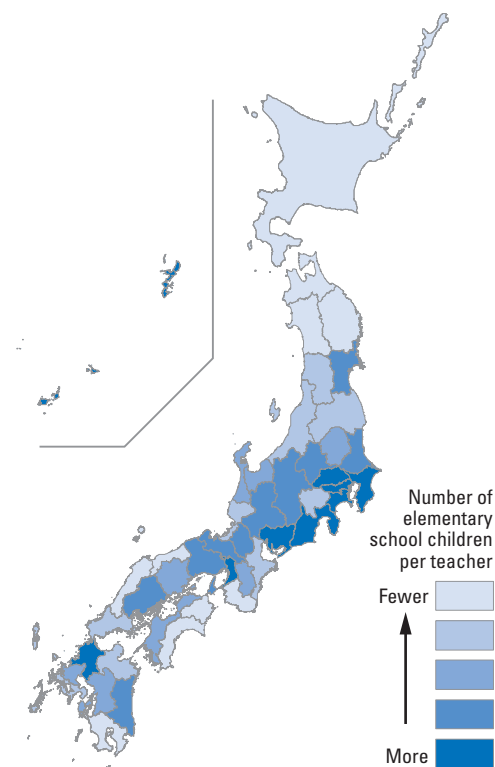 Number of
elementary
school children
per teacher
Fewer
More